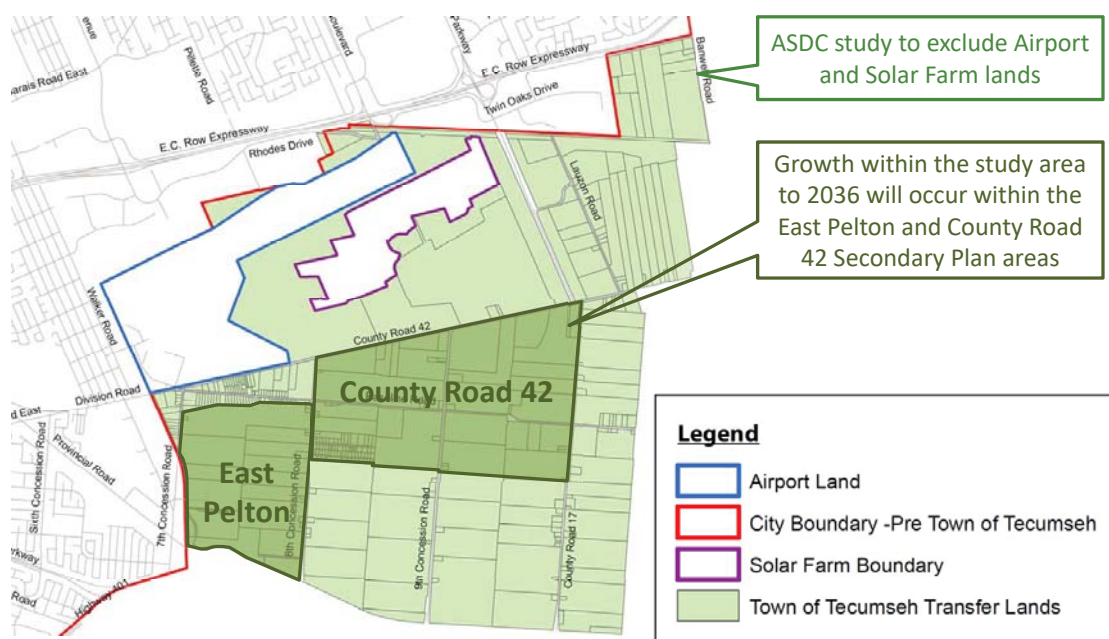 ASDC study to exclude Airport
and Solar Farm lands
Growth within the study area
to 2036 will occur within the
East Pelton and County Road
42 Secondary Plan areas
Pillette Road
Parkway
E.C. Row Expressway
Banwell Road
Twin Oaks Drive
E.C. Row Expressway
Rhodes Drive
Lauzon Road
Walker Road
County Road 42
County Road 42
Division Road
East
Pelton
Provincial Road
Sixth Concession Road
7th Concession Road
8th Concession Road
9th Concession Road
County Road 17
Highway 401
Road
Legend
Airport Land
City Boundary -Pre Town of Tecumseh
Solar Farm Boundary
Town of Tecumseh Transfer Lands